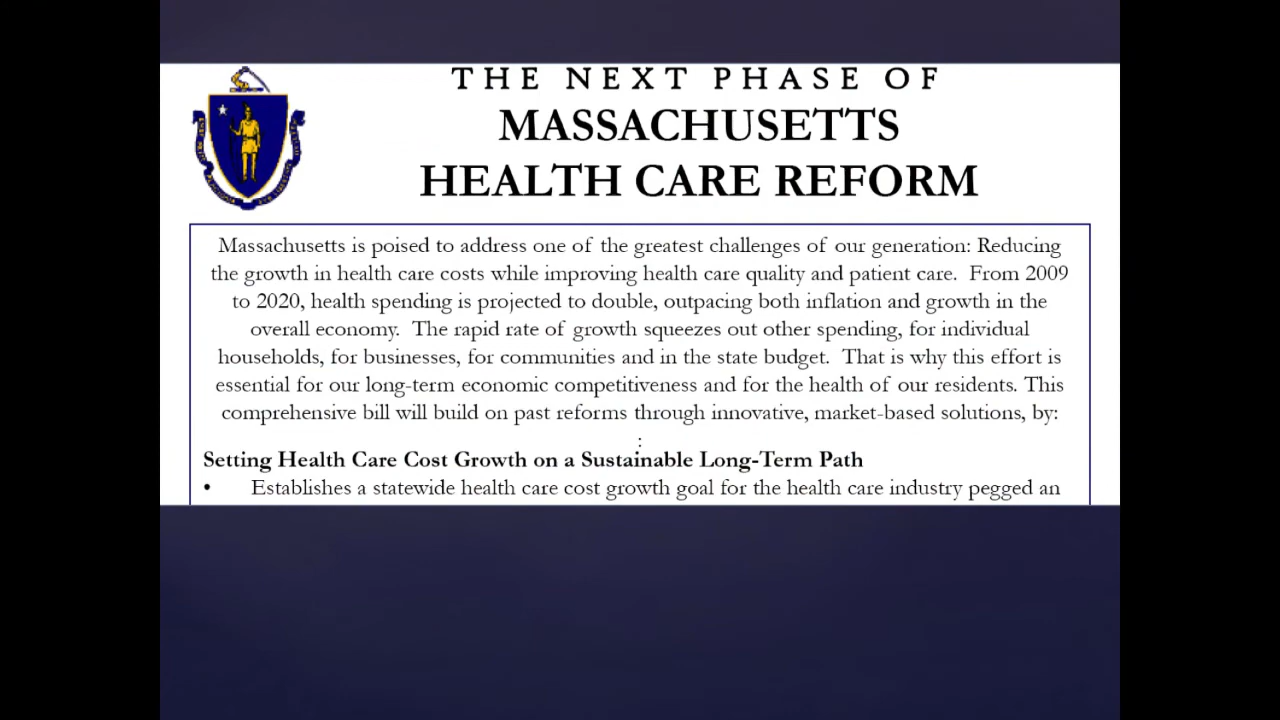 THE NEXT PHASE OF
MASSACHUSETTS
HEALTH CARE REFORM
Massachusetts is poised to address one of the greatest challenges of our generation: Reducing
the growth in health care costs while improving health care quality and patient care. From 2009
to 2020, health spending is projected to double, outpacing both inflation and growth in the
overall economy. The rapid rate of growth squeezes out other spending, for individual
households, for businesses, for communities and in the state budget. That is why this effort is
essential for our long-term economic competitiveness and for the health of our residents. This
comprehensive bill will build on past reforms through innovative, market-based solutions, by:
:
Setting Health Care Cost Growth on a Sustainable Long-Term Path
• Establishes a statewide health care cost growth goal for the health care industry pegged an